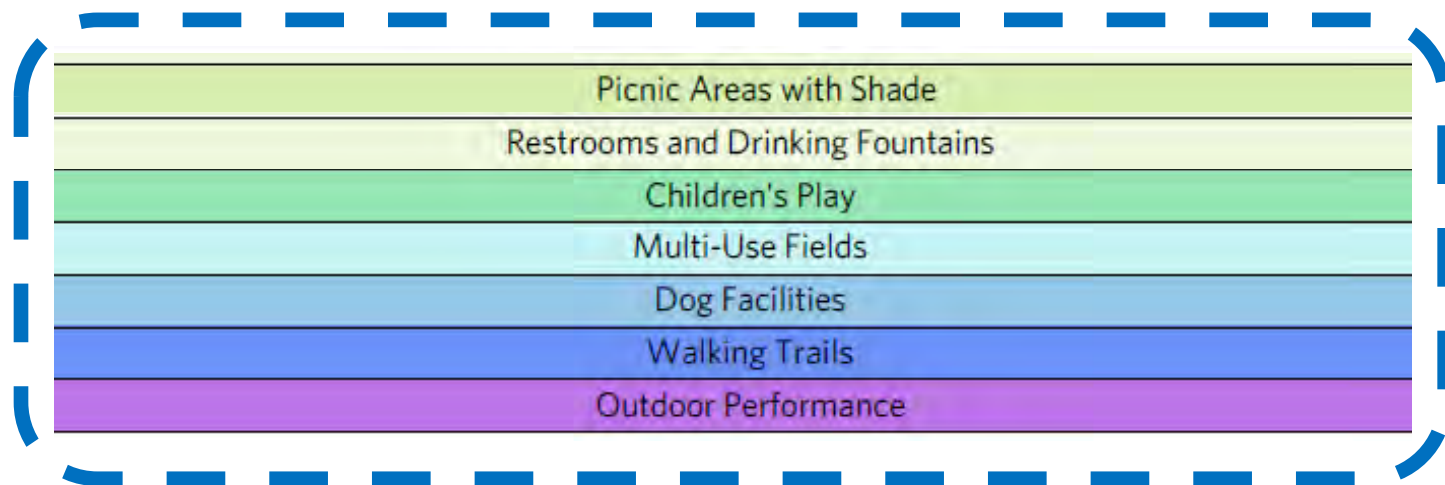 Picnic Areas with Shade
Restrooms and Drinking Fountains
Children's Play
Multi-Use Fields
Dog Facilities
Walking Trails
Outdoor Performance